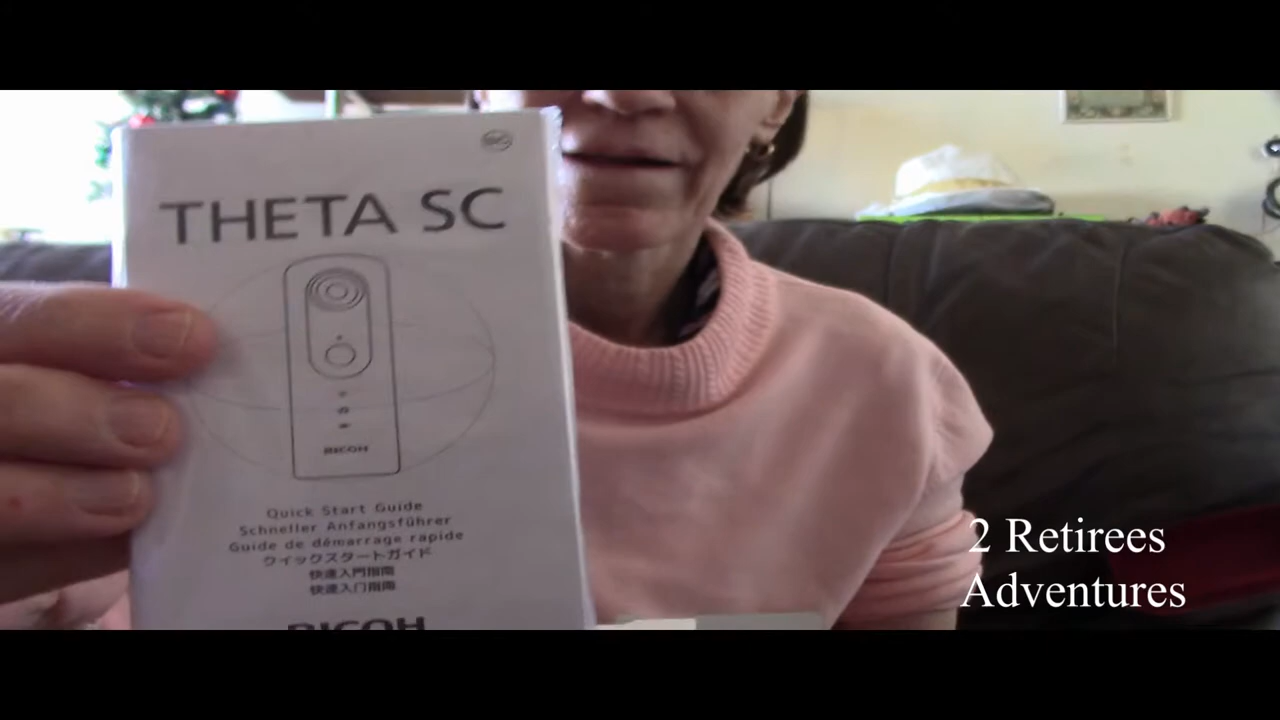 THETA SC
RICOH
Quick Start Guide
Schneller Anfangsführer
Guide de démarrage rapide
クイックスタートガイド
快速入門指南
快速入门指南
RICOH
2 Retirees
Adventures